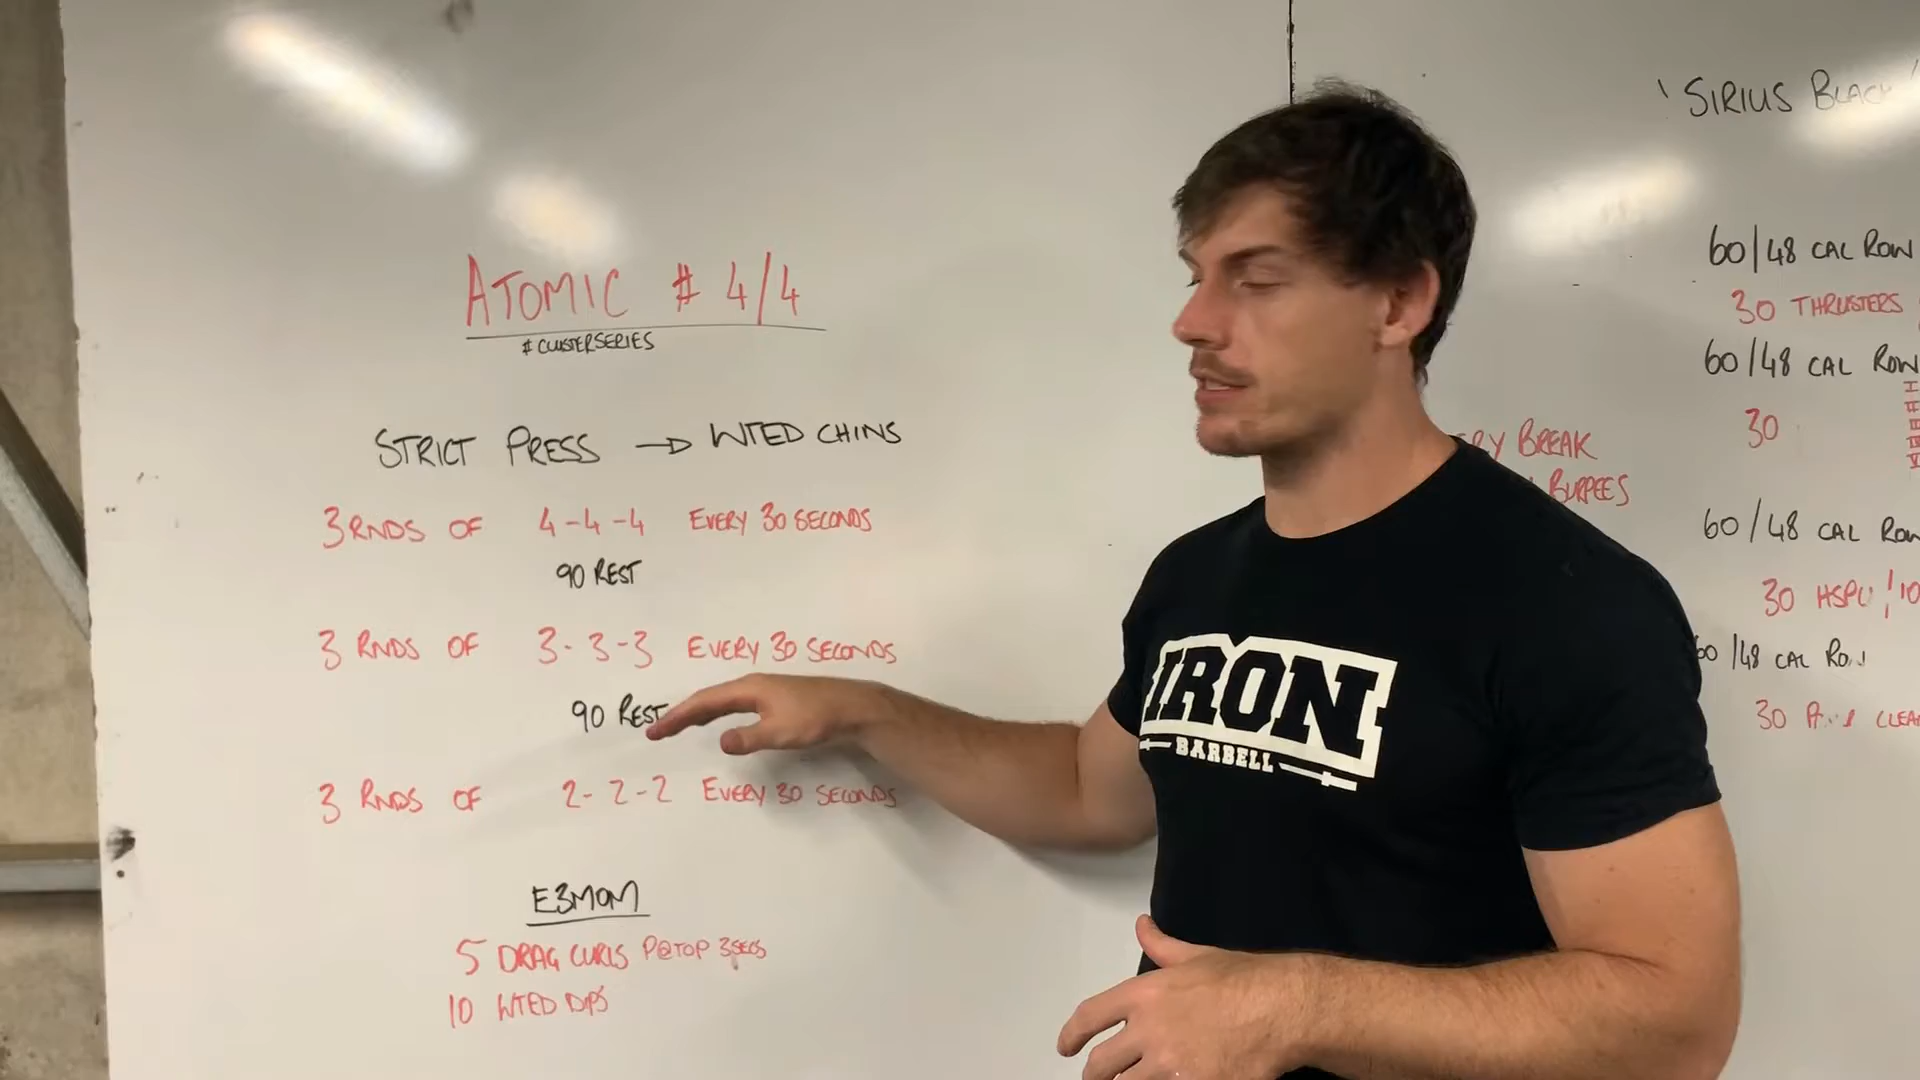 ATOMIC # 4/4
#CLUSTERSERIES
STRICT PRESS → WTED CHINS
3 RNDS OF 4-4-4 EVERY 30 SECONDS
90 REST
3 RNDS OF 3-3-3 EVERY 30 SECONDS
90 REST
3 RNDS OF 2-2-2 EVERY 30 SECONDS
E3MOM
5 DRAG CURLS P@TOP 3SECS
10 WTED DIPS
IRON
BARBELL
'SIRIUS BLACK'
60/48 CAL ROW
30 THRUSTERS
60/48 CAL ROW
30
BREAK
BURPEES
60/48 CAL ROW
30 HSPU
60/48 CAL ROW
30